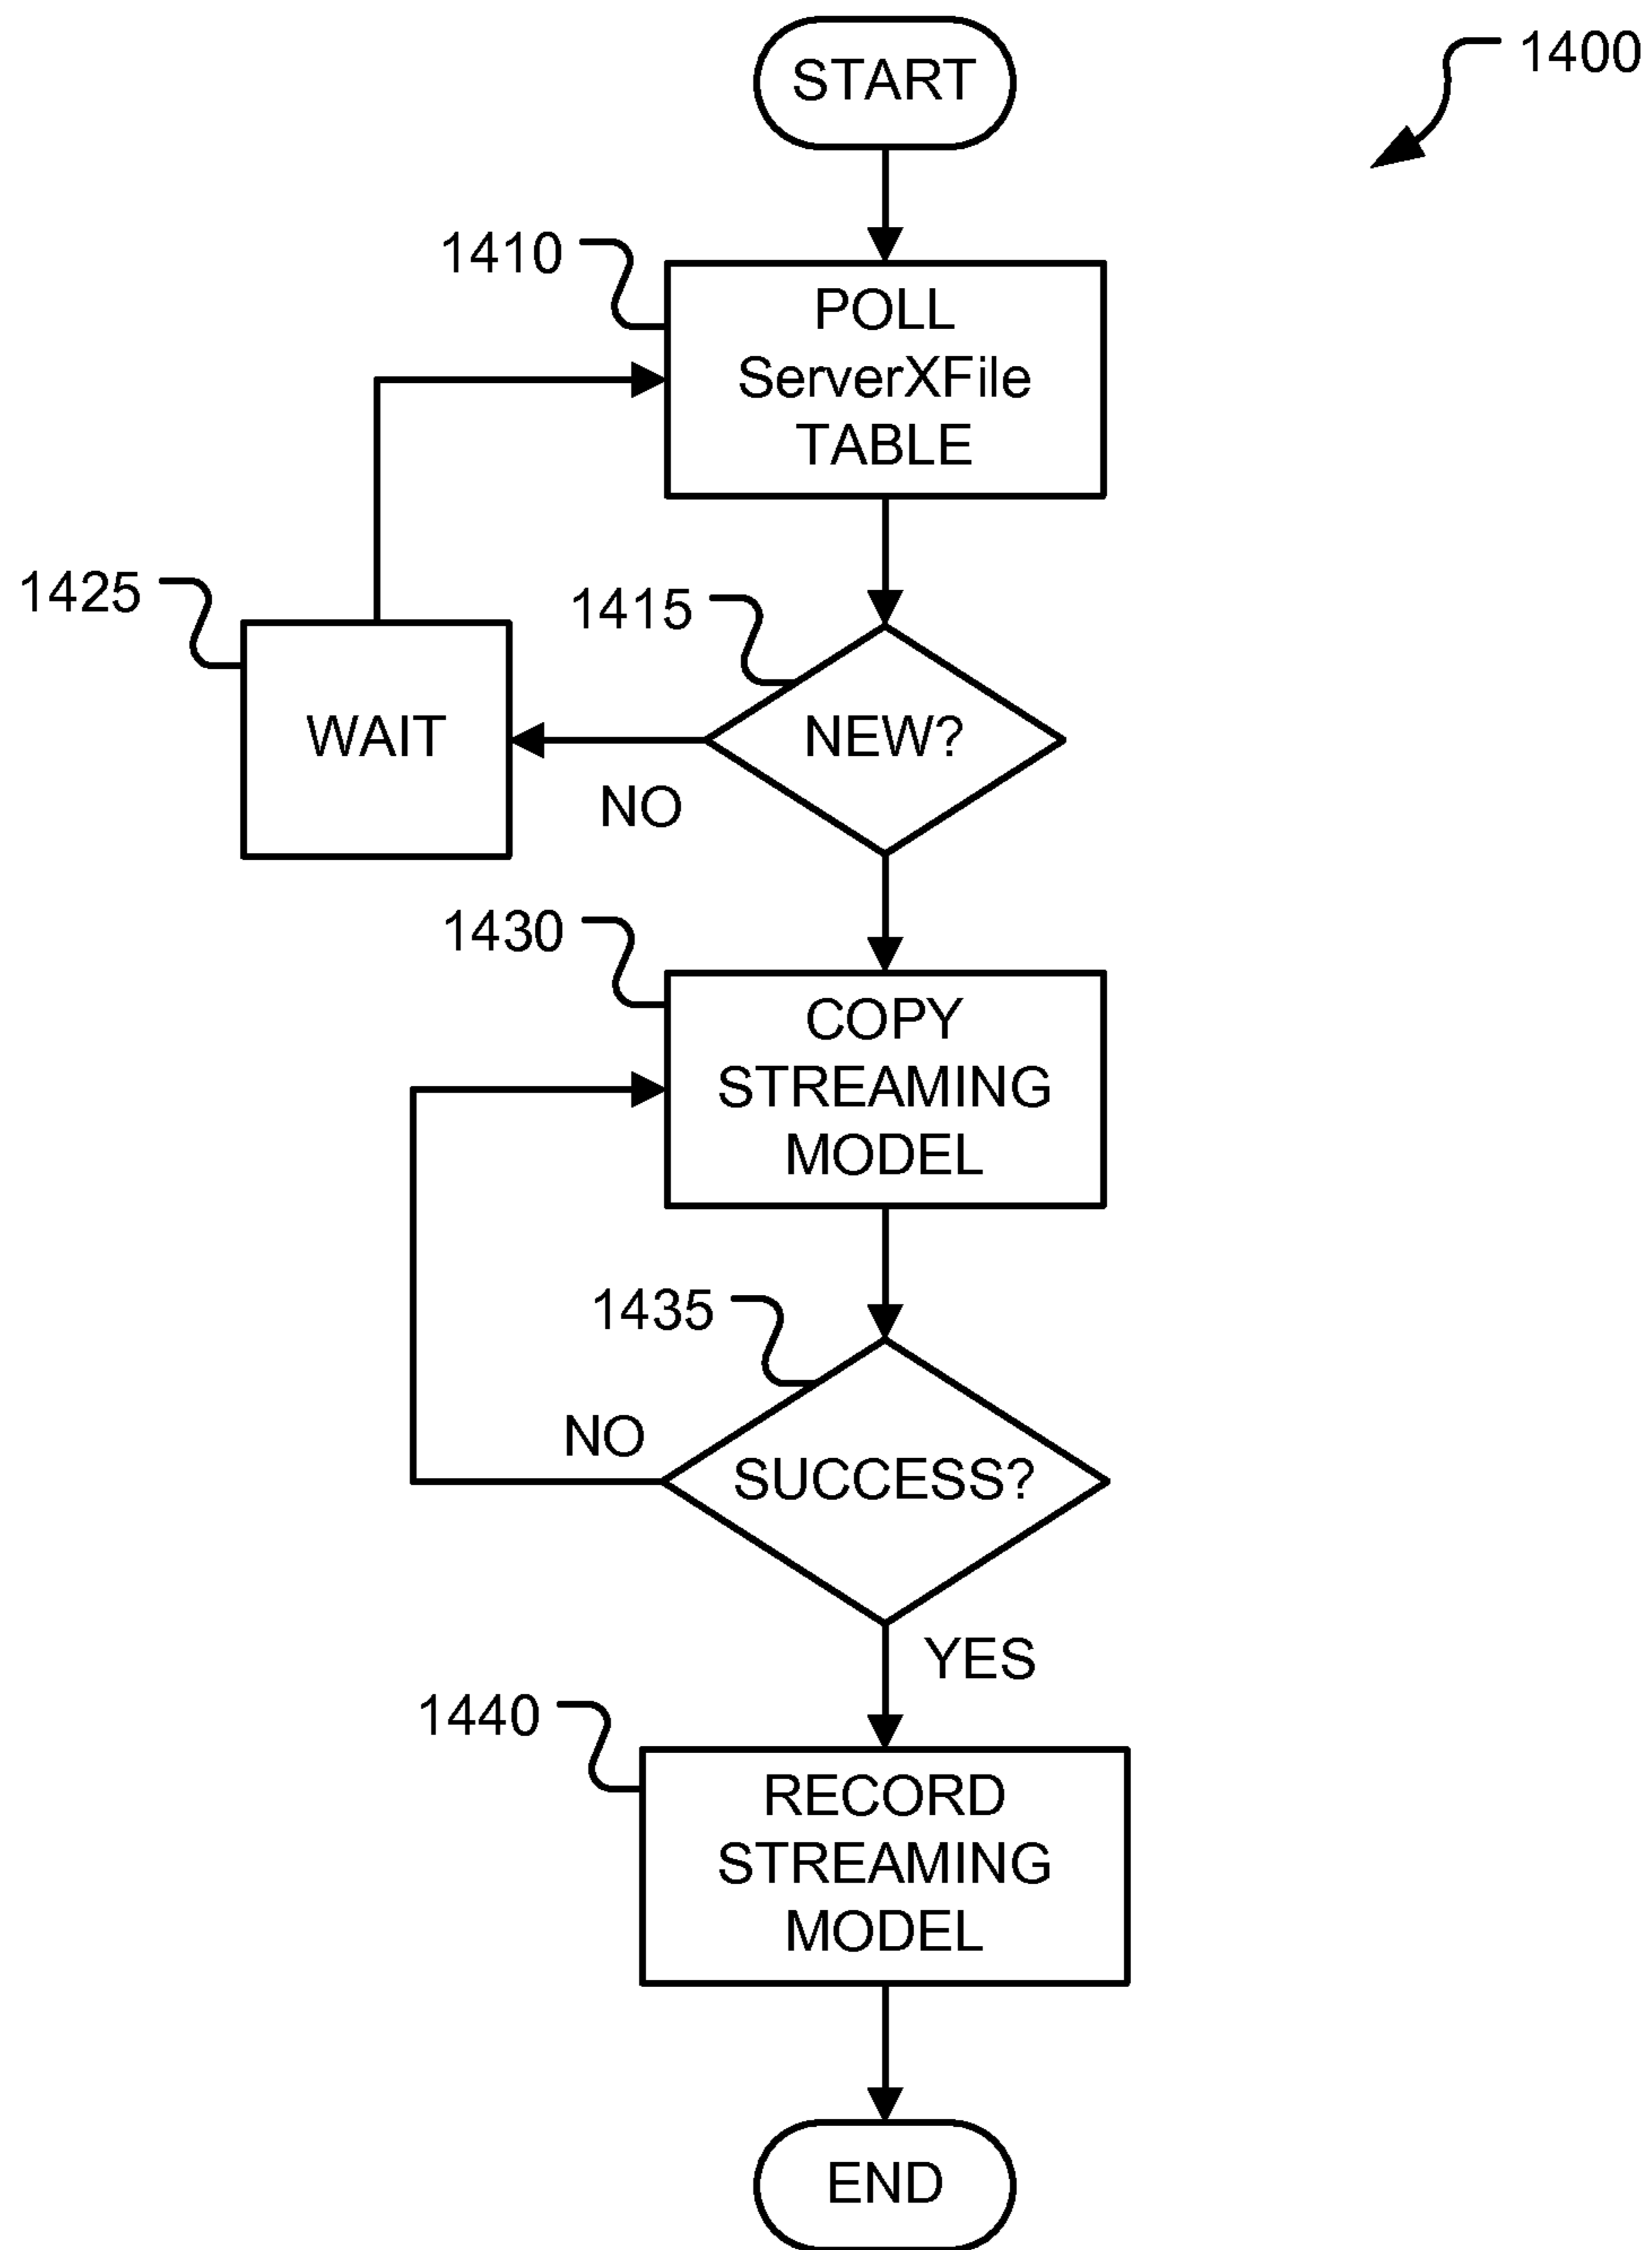 START
1400
1410
POLL
ServerXFile
TABLE
1425
1415
WAIT
NEW?
NO
1430
COPY
STREAMING
MODEL
1435
NO
SUCCESS?
YES
1440
RECORD
STREAMING
MODEL
END